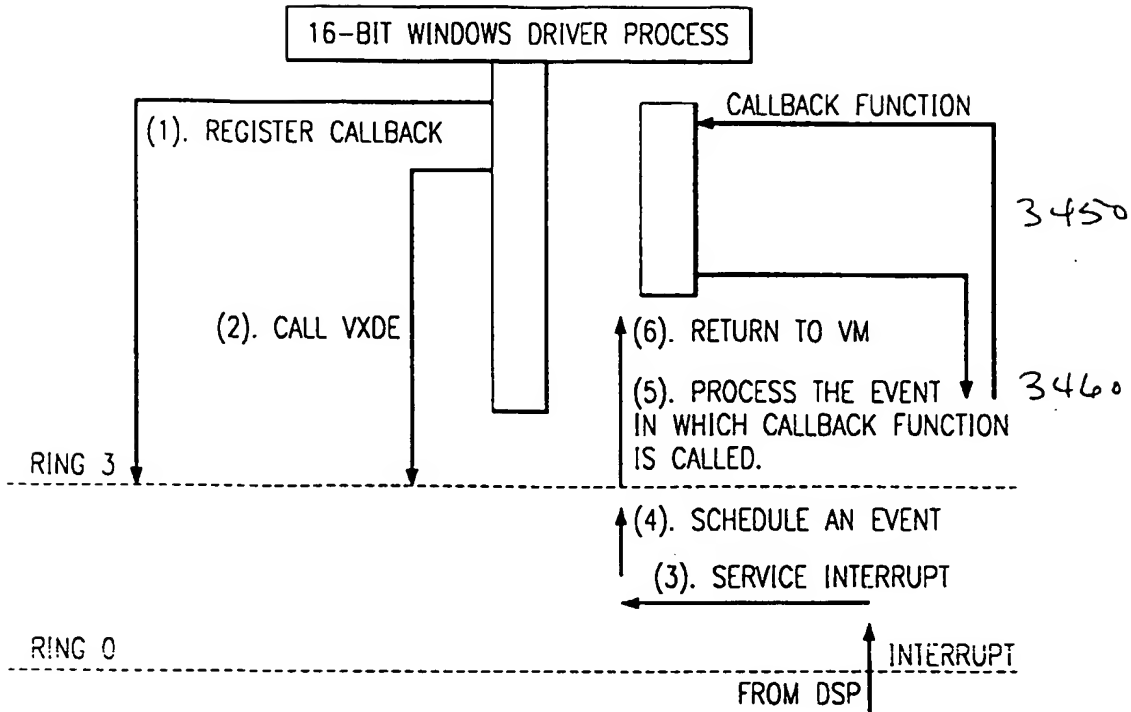 16-BIT WINDOWS DRIVER PROCESS
CALLBACK FUNCTION
(1). REGISTER CALLBACK
3450
(2). CALL VXDE
(6). RETURN TO VM
(5). PROCESS THE EVENT
IN WHICH CALLBACK FUNCTION
IS CALLED.
3460
RING 3
(4). SCHEDULE AN EVENT
(3). SERVICE INTERRUPT
RING 0
INTERRUPT
FROM DSP